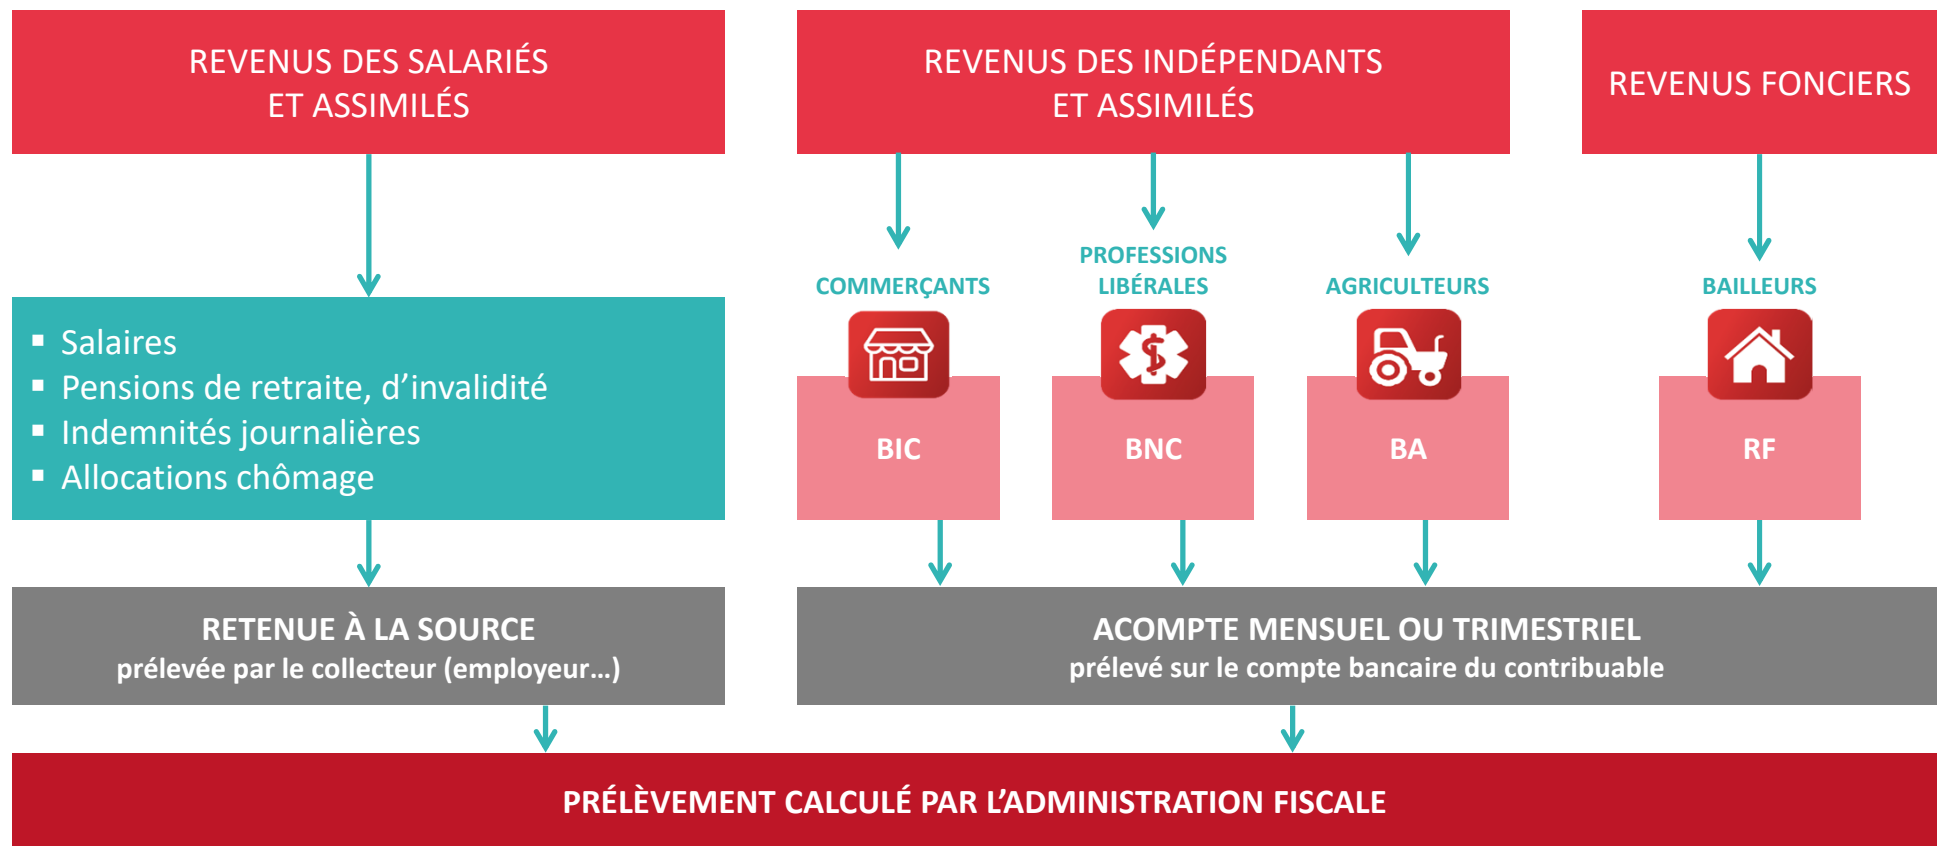 REVENUS DES SALARIÉS
ET ASSIMILÉS
REVENUS DES INDÉPENDANTS
ET ASSIMILÉS
REVENUS FONCIERS
COMMERÇANTS
PROFESSIONS
LIBÉRALES
AGRICULTEURS
BAILLEURS
▪ Salaires
▪ Pensions de retraite, d’invalidité
▪ Indemnités journalières
▪ Allocations chômage
BIC
BNC
BA
RF
RETENUE À LA SOURCE
prélevée par le collecteur (employeur…)
ACOMPTE MENSUEL OU TRIMESTRIEL
prélevé sur le compte bancaire du contribuable
PRÉLÈVEMENT CALCULÉ PAR L’ADMINISTRATION FISCALE